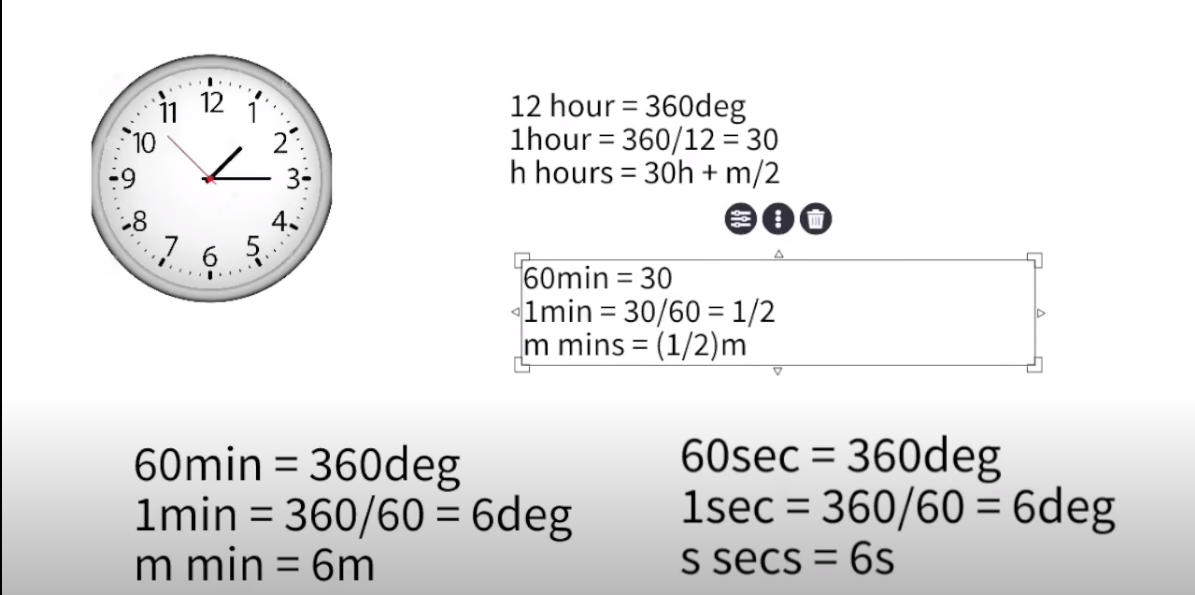 12
11
1
10
2
9
3
8
4
7
5
6
12 hour = 360deg
1hour = 360/12 = 30
h hours = 30h + m/2
60min = 30
1min = 30/60 = 1/2
m mins = (1/2)m
60min = 360deg
1min = 360/60 = 6deg
m min = 6m
60sec = 360deg
1sec = 360/60 = 6deg
s secs = 6s